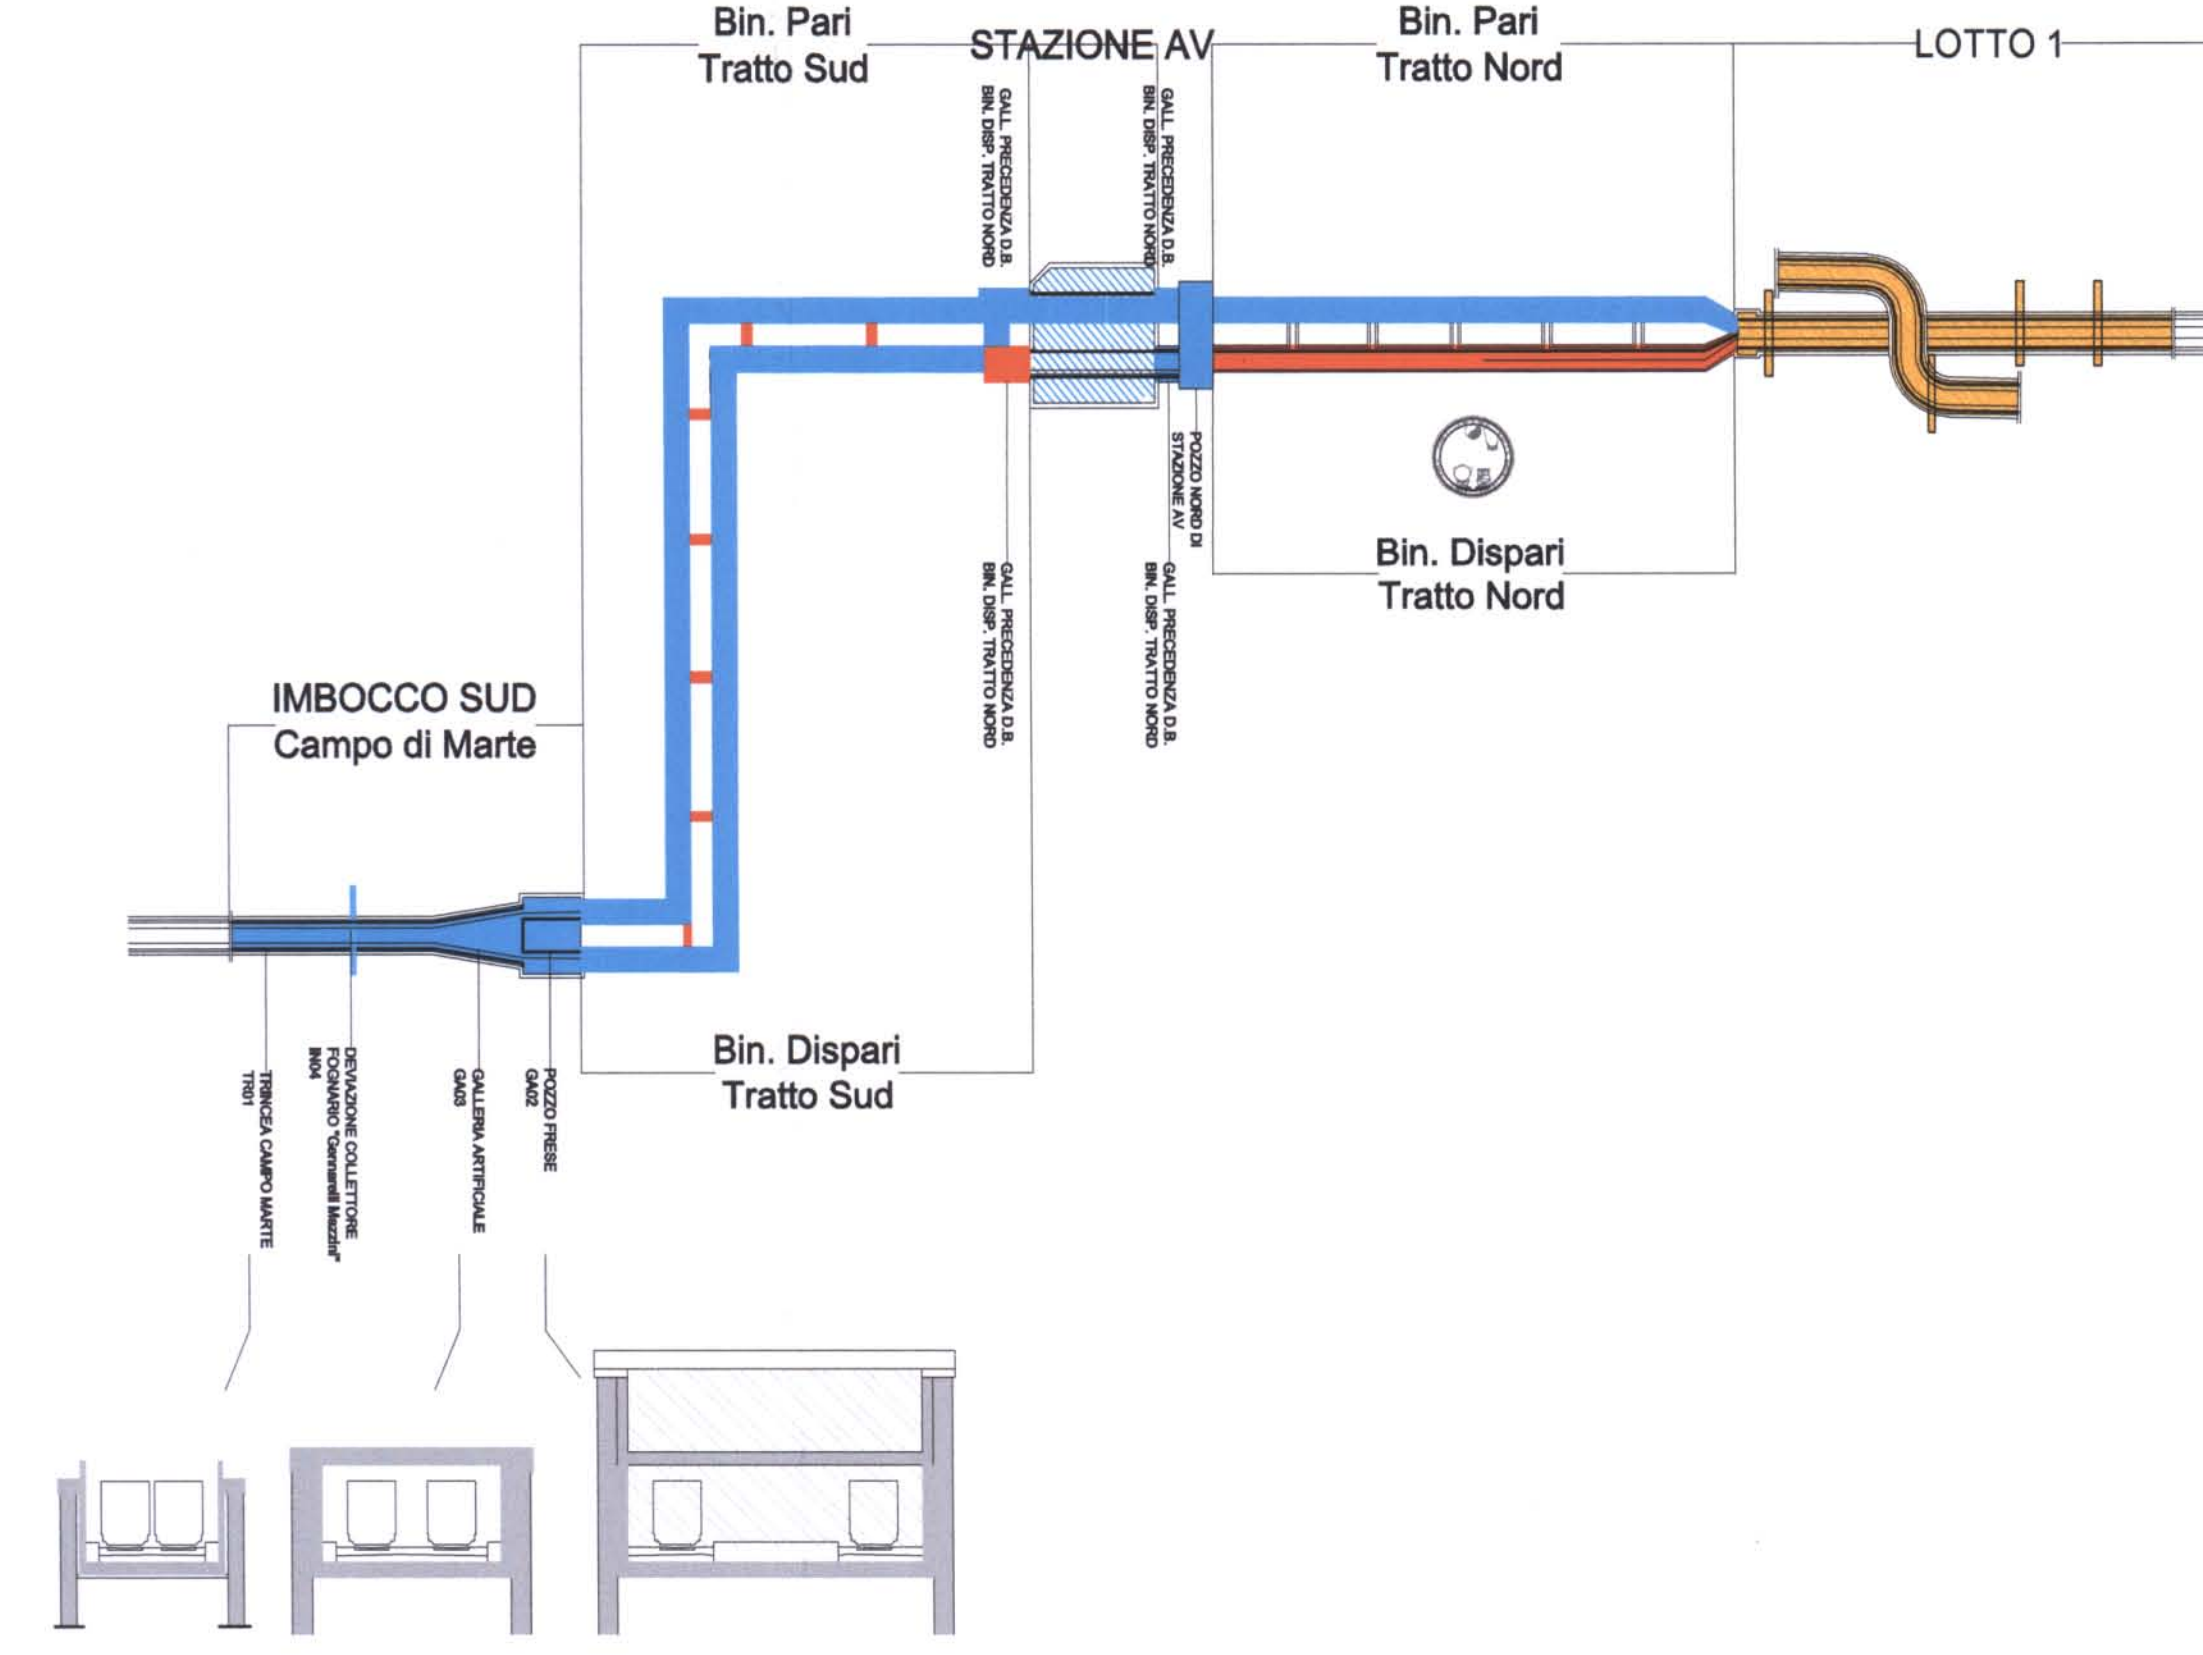 Bin. Pari
Tratto Sud
STAZIONE AV
Bin. Pari
Tratto Nord
LOTTO 1
GALL. PRECEDENZA D.B.
BIN. DISP. TRATTO NORD
GALL. PRECEDENZA D.B.
BIN. DISP. TRATTO NORD
POZZO NORD DI
STAZIONE AV
Bin. Dispari
Tratto Nord
GALL. PRECEDENZA D.B.
BIN. DISP. TRATTO NORD
GALL. PRECEDENZA D.B.
BIN. DISP. TRATTO NORD
IMBOCCO SUD
Campo di Marte
Bin. Dispari
Tratto Sud
TRINCEA CAMPO MARTE
TR01
DEVIAZIONE COLLETTORE
FOGNARIO "Gennarelli Mazzini"
IN04
GALLERIA ARTIFICIALE
GA03
POZZO FRESE
GA02